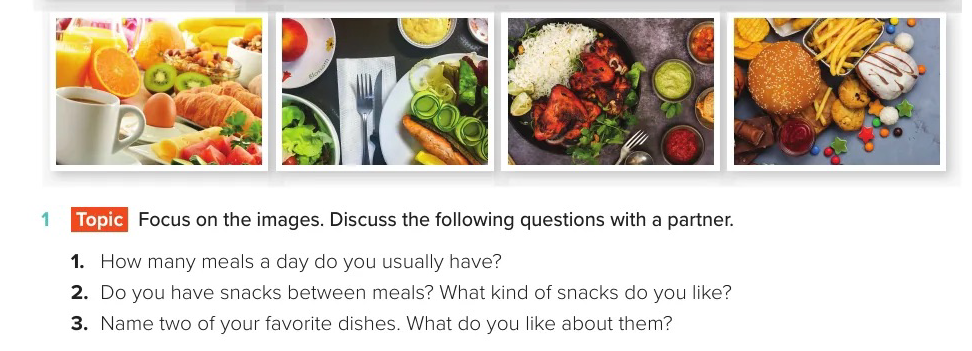 1 Topic Focus on the images. Discuss the following questions with a partner.
1. How many meals a day do you usually have?
2. Do you have snacks between meals? What kind of snacks do you like?
3. Name two of your favorite dishes. What do you like about them?